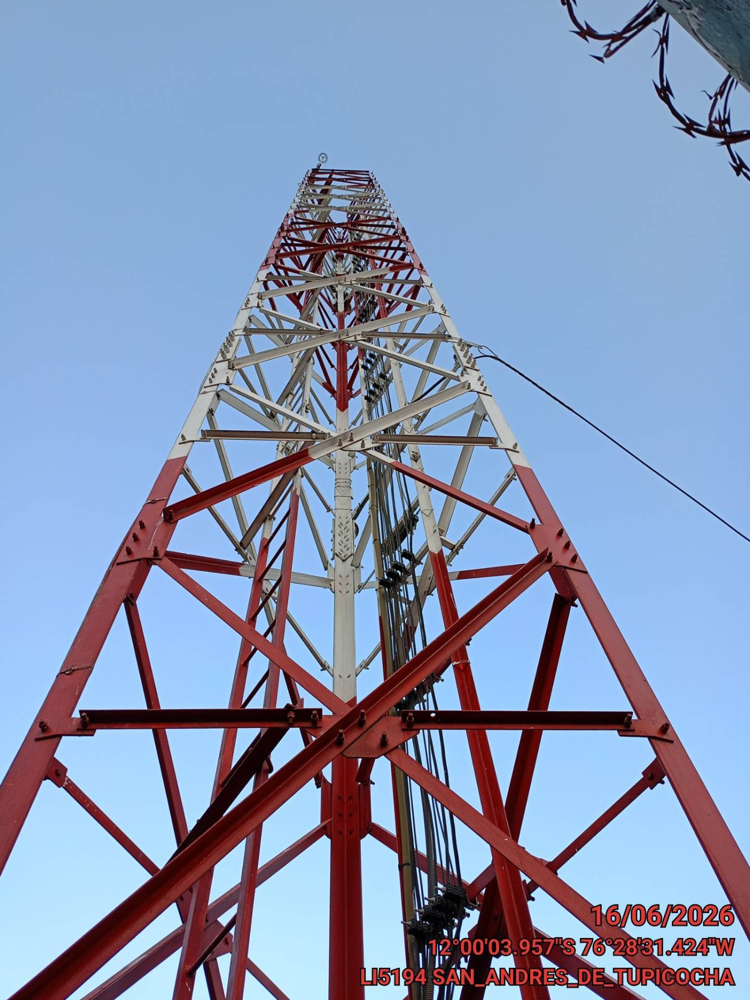 16/06/2026
12°00'03.957"S 76°28'31.424"W
LI5194 SAN_ANDRES_DE_TUPICOCHA